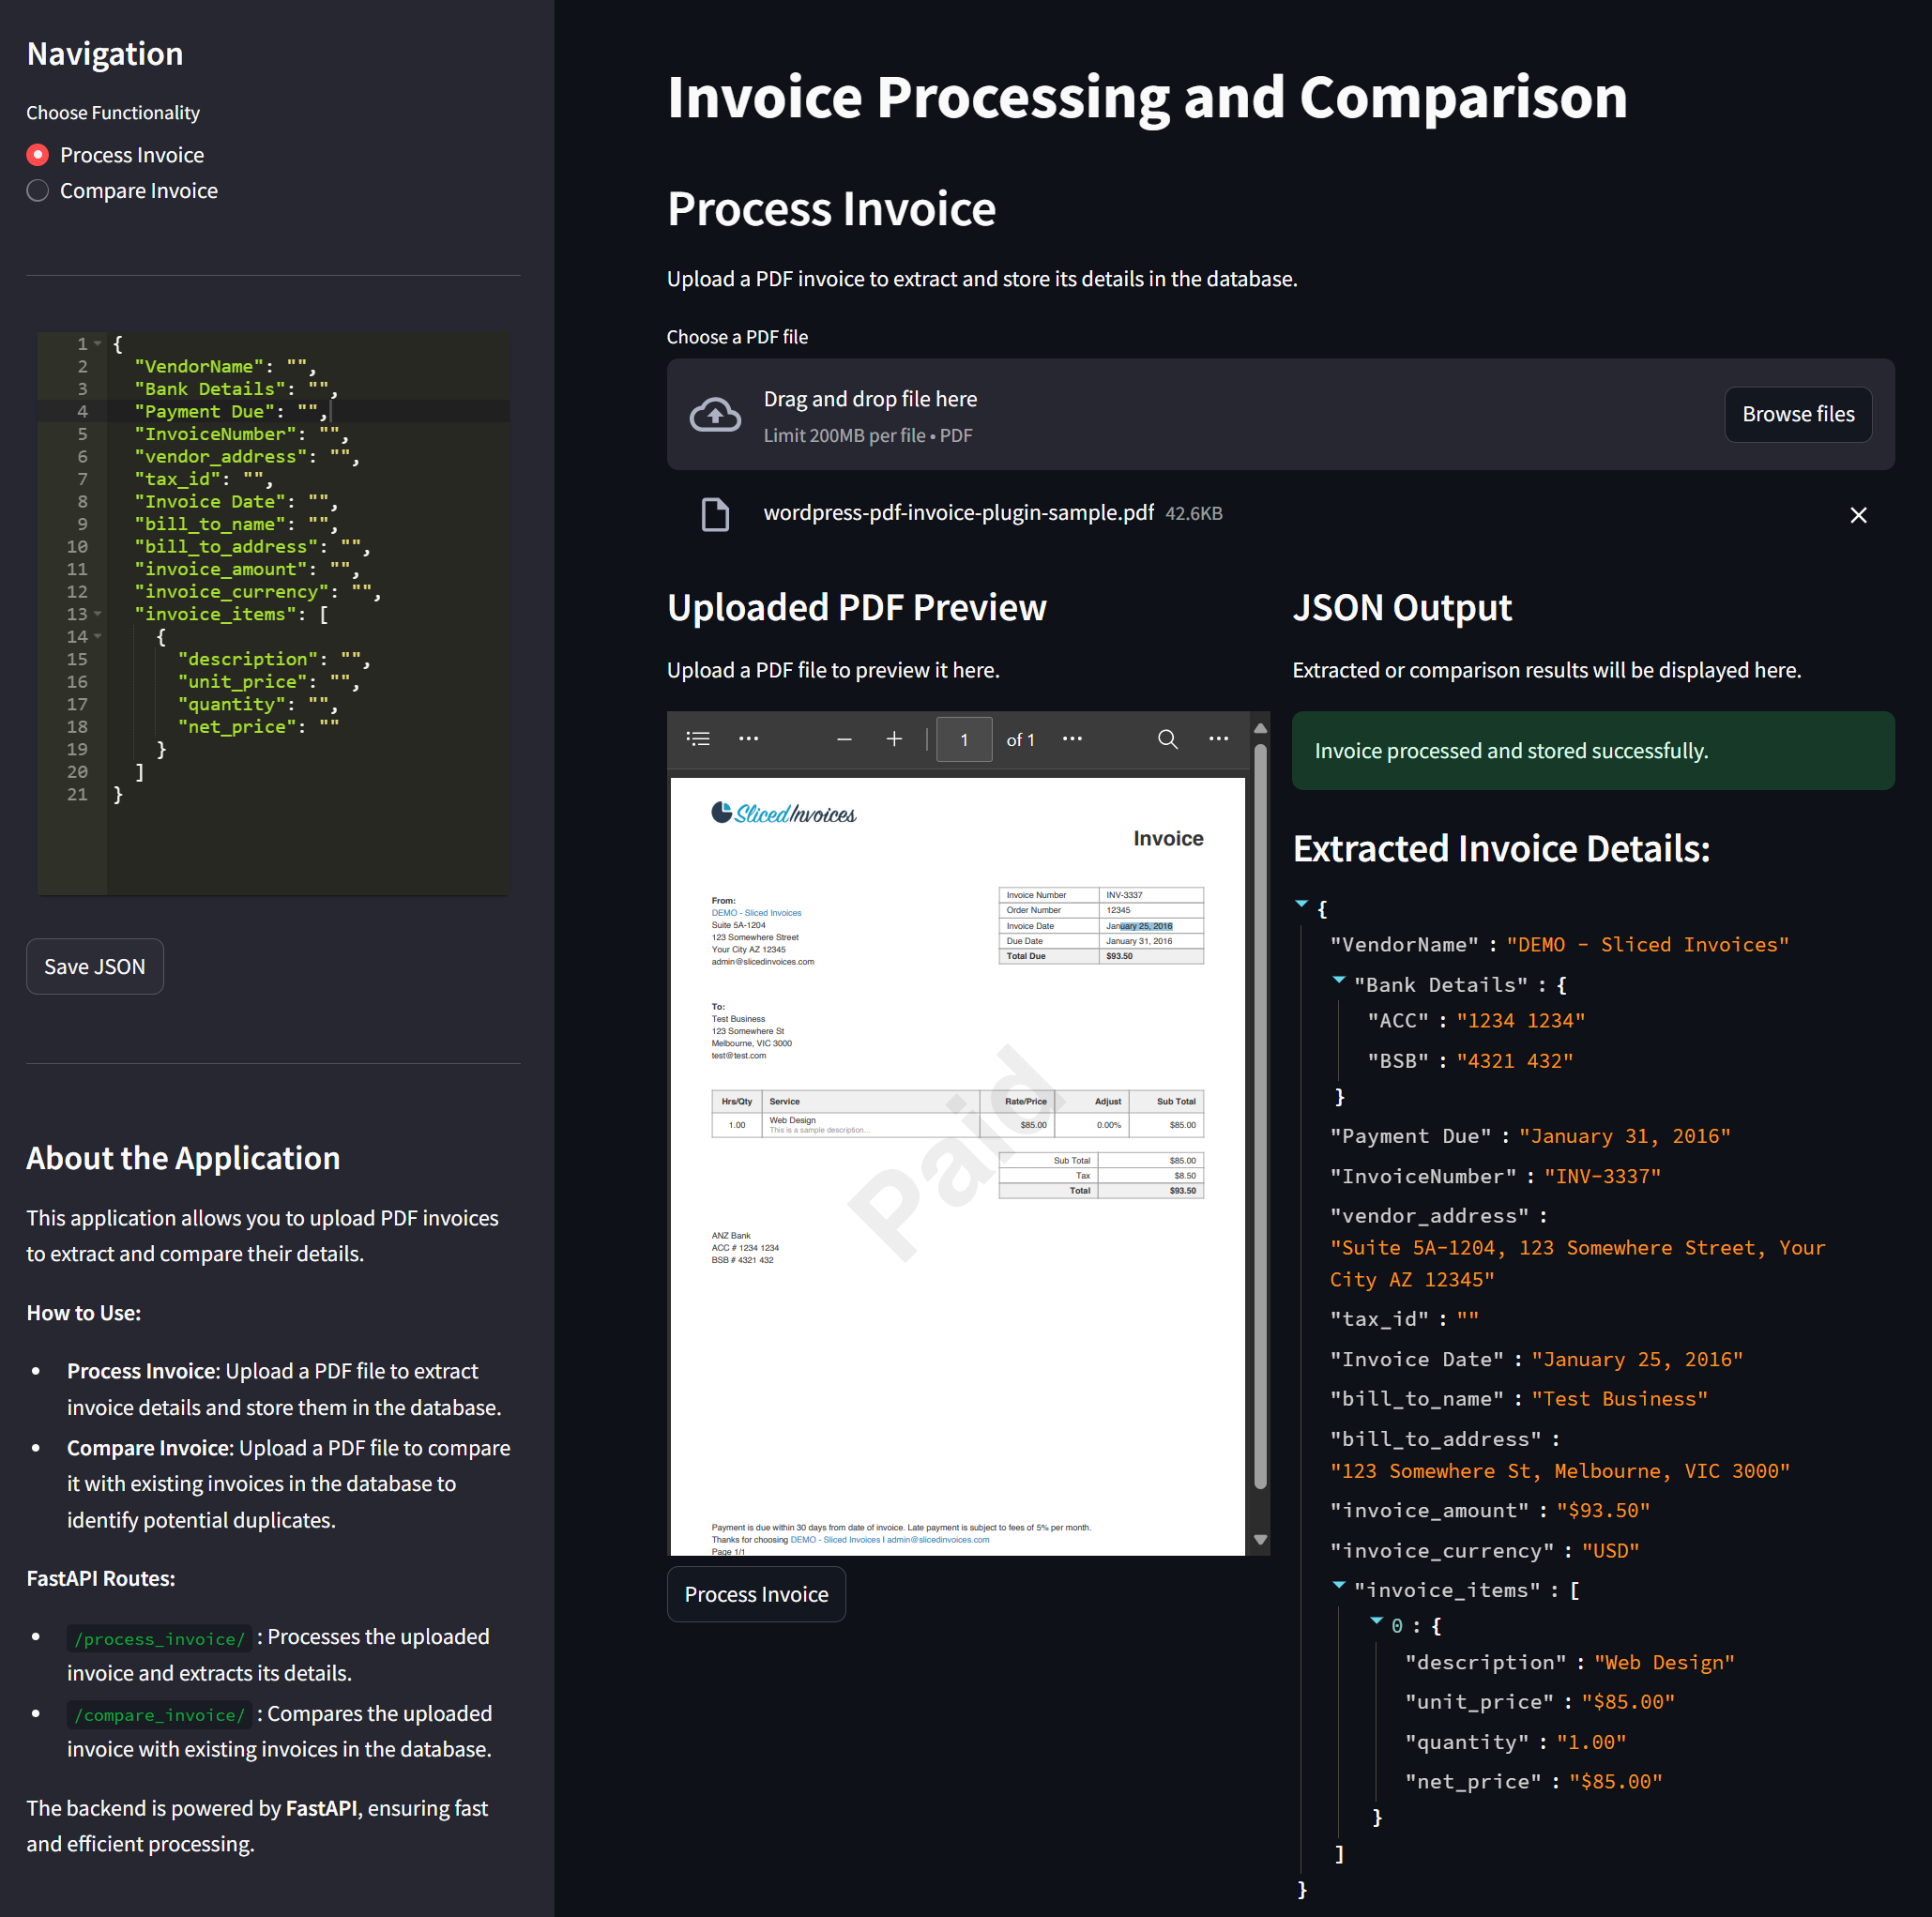 Navigation
Choose Functionality
Process Invoice
Compare Invoice
1 {
2 "VendorName": "",
3 "Bank Details": "",
4 "Payment Due": "",
5 "InvoiceNumber": "",
6 "vendor_address": "",
7 "tax_id": "",
8 "Invoice Date": "",
9 "bill_to_name": "",
10 "bill_to_address": "",
11 "invoice_amount": "",
12 "invoice_currency": "",
13 "invoice_items": [
14 {
15 "description": "",
16 "unit_price": "",
17 "quantity": "",
18 "net_price": ""
19 }
20 ]
21 }
Save JSON
About the Application
This application allows you to upload PDF invoices
to extract and compare their details.
How to Use:
• Process Invoice: Upload a PDF file to extract
invoice details and store them in the database.
• Compare Invoice: Upload a PDF file to compare
it with existing invoices in the database to
identify potential duplicates.
FastAPI Routes:
• /process_invoice/ : Processes the uploaded
invoice and extracts its details.
• /compare_invoice/ : Compares the uploaded
invoice with existing invoices in the database.
The backend is powered by FastAPI, ensuring fast
and efficient processing.
Invoice Processing and Comparison
Process Invoice
Upload a PDF invoice to extract and store its details in the database.
Choose a PDF file
Drag and drop file here
Limit 200MB per file • PDF
Browse files
wordpress-pdf-invoice-plugin-sample.pdf 42.6KB
Uploaded PDF Preview
Upload a PDF file to preview it here.
1 of 1
Sliced Invoices
Invoice
From:
DEMO - Sliced Invoices
Suite 5A-1204
123 Somewhere Street
Your City AZ 12345
admin@slicedinvoices.com
Invoice Number INV-3337
Order Number 12345
Invoice Date January 25, 2016
Due Date January 31, 2016
Total Due $93.50
To:
Test Business
123 Somewhere St
Melbourne, VIC 3000
test@test.com
Paid
Hrs/Qty Service Rate/Price Adjust Sub Total
1.00 Web Design $85.00 0.00% $85.00
This is a sample description...
Sub Total $85.00
Tax $8.50
Total $93.50
ANZ Bank
ACC # 1234 1234
BSB # 4321 432
Payment is due within 30 days from date of invoice. Late payment is subject to fees of 5% per month.
Thanks for choosing DEMO - Sliced Invoices | admin@slicedinvoices.com
Page 1/1
Process Invoice
JSON Output
Extracted or comparison results will be displayed here.
Invoice processed and stored successfully.
Extracted Invoice Details:
{
"VendorName" : "DEMO - Sliced Invoices"
"Bank Details" : {
"ACC" : "1234 1234"
"BSB" : "4321 432"
}
"Payment Due" : "January 31, 2016"
"InvoiceNumber" : "INV-3337"
"vendor_address" :
"Suite 5A-1204, 123 Somewhere Street, Your
City AZ 12345"
"tax_id" : ""
"Invoice Date" : "January 25, 2016"
"bill_to_name" : "Test Business"
"bill_to_address" :
"123 Somewhere St, Melbourne, VIC 3000"
"invoice_amount" : "$93.50"
"invoice_currency" : "USD"
"invoice_items" : [
0 : {
"description" : "Web Design"
"unit_price" : "$85.00"
"quantity" : "1.00"
"net_price" : "$85.00"
}
]
}